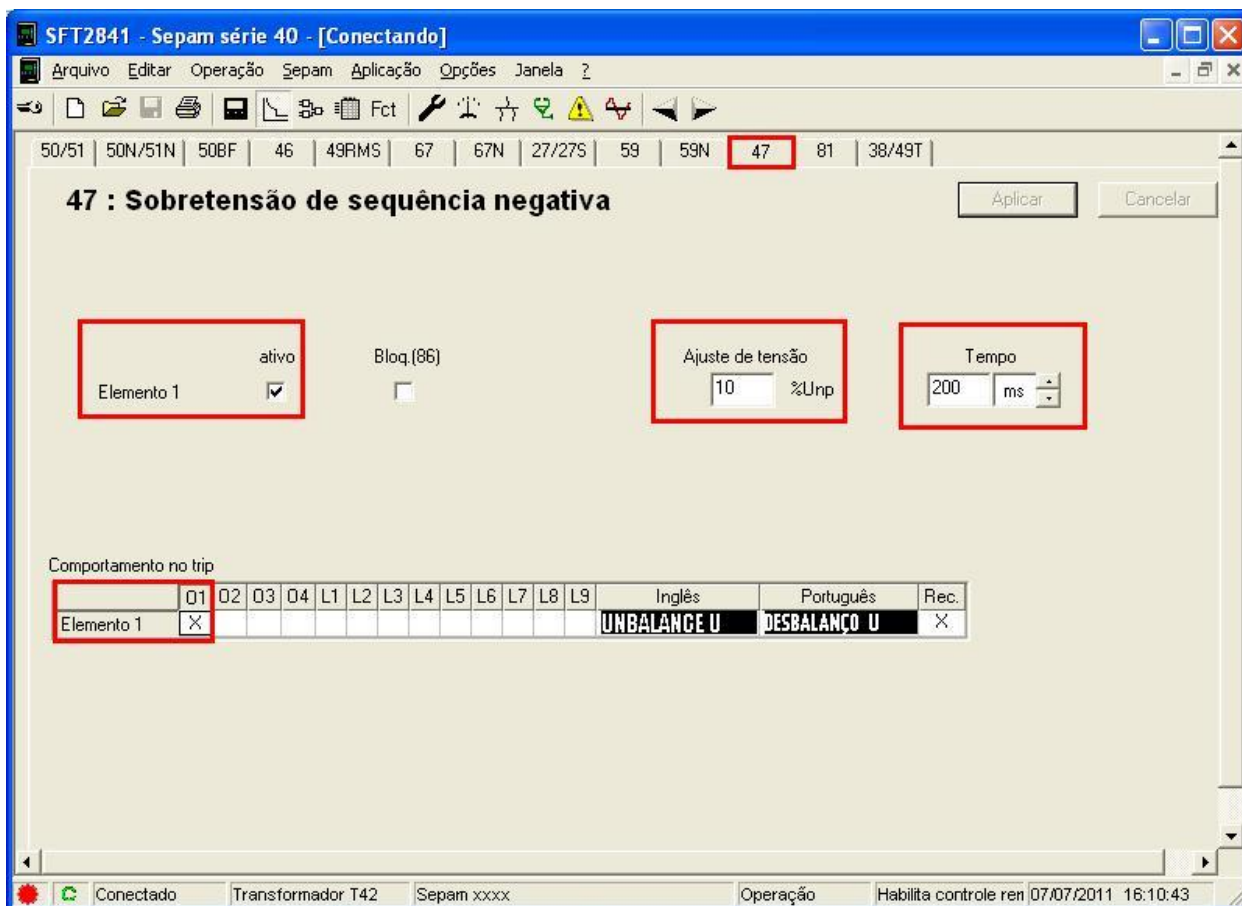 SFT2841 - Sepam série 40 - [Conectando]
Arquivo Editar Operação Sepam Aplicação Opções Janela ?
Fct
50/51 50N/51N 50BF 46 49RMS 67 67N 27/27S 59 59N 47 81 38/49T
47 : Sobretensão de sequência negativa
Aplicar Cancelar
ativo Bloq.(86) Ajuste de tensão Tempo
Elemento 1 10 %Unp 200 ms
Comportamento no trip
O1 O2 O3 O4 L1 L2 L3 L4 L5 L6 L7 L8 L9 Inglês Português Rec.
Elemento 1 X UNBALANCE U DESBALANÇO U X
Conectado Transformador T42 Sepam xxxx Operação Habilita controle ren 07/07/2011 16:10:43